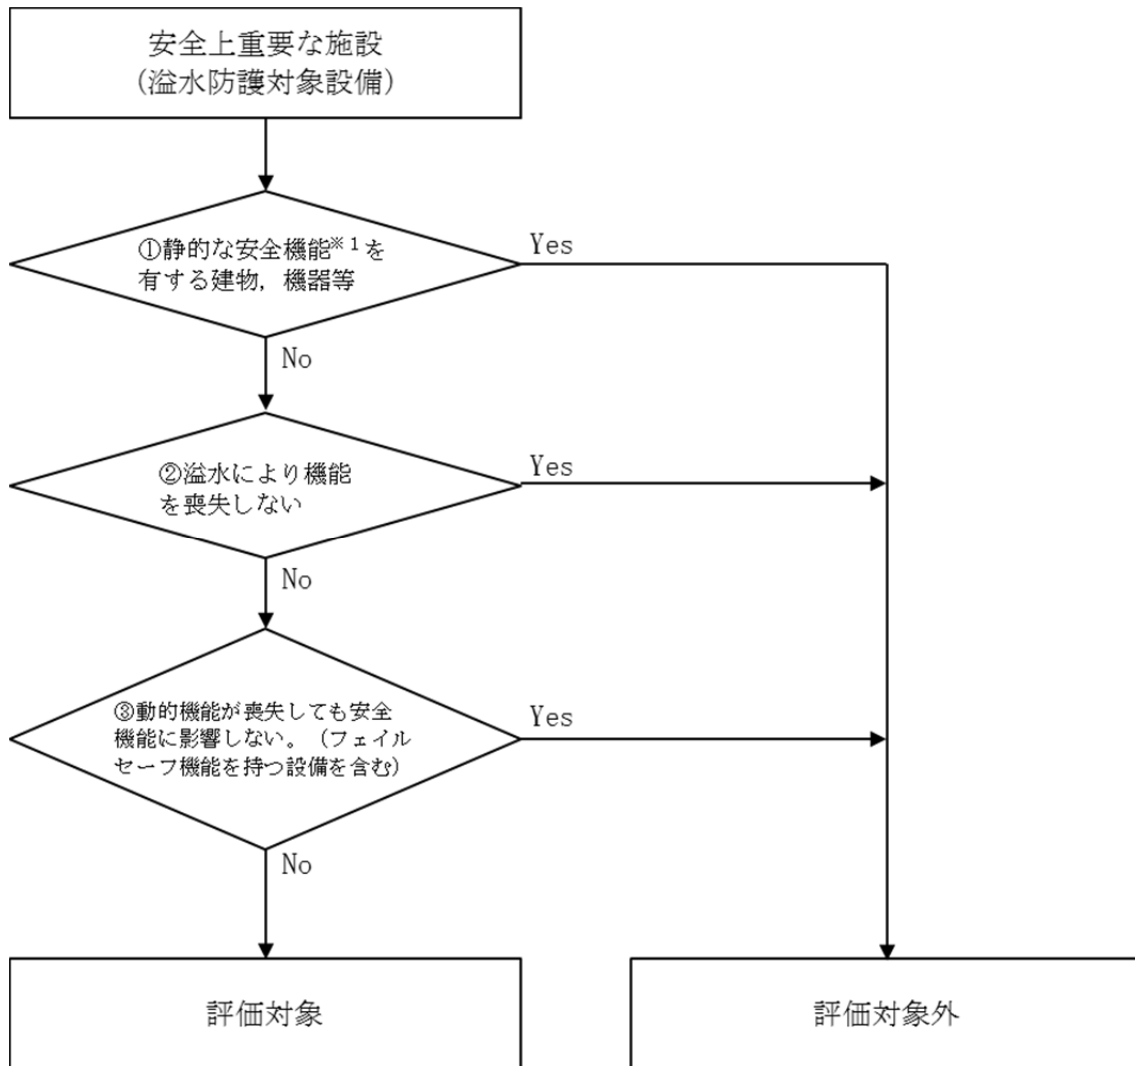 安全上重要な施設
(溢水防護対象設備)
①静的な安全機能※1を
有する建物，機器等
Yes
No
②溢水により機能
を喪失しない
Yes
No
③動的機能が喪失しても安全
機能に影響しない。（フェイル
セーフ機能を持つ設備を含む）
Yes
No
評価対象
評価対象外